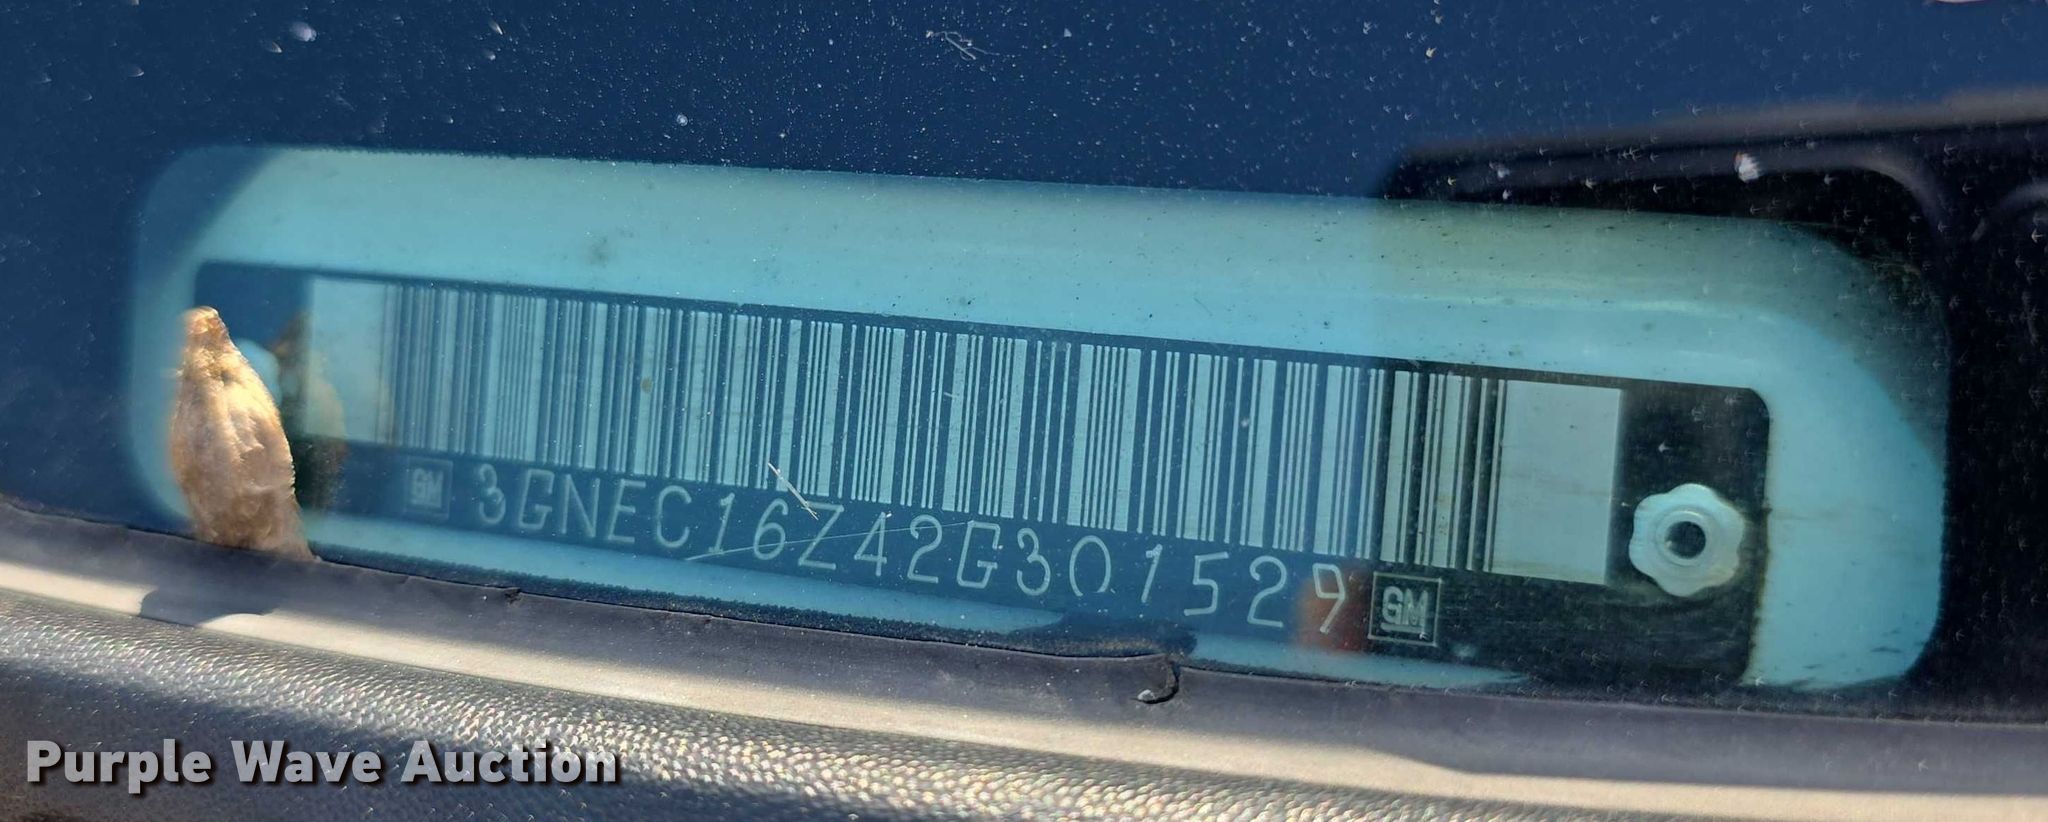 GM 3GNEC16Z42G301529 GM
Purple Wave Auction